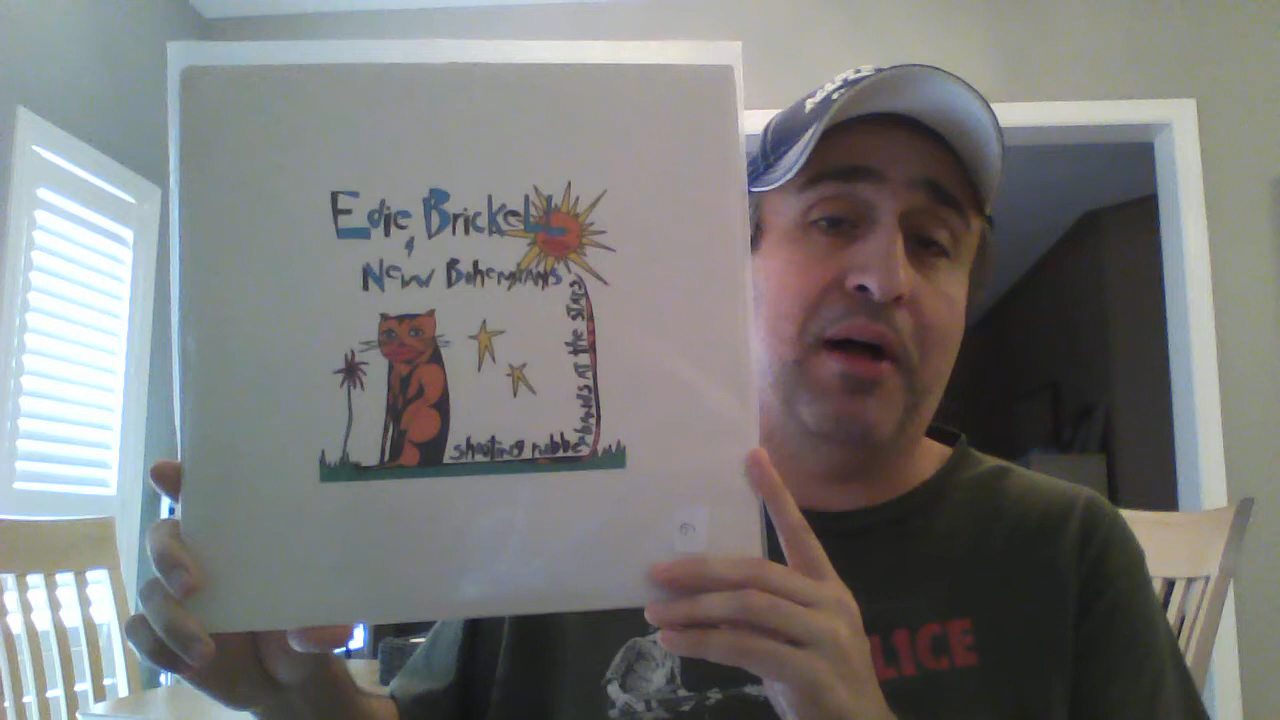 Edie Brickell
&
New Bohemians
shooting rubberbands at the stars
6
LICE